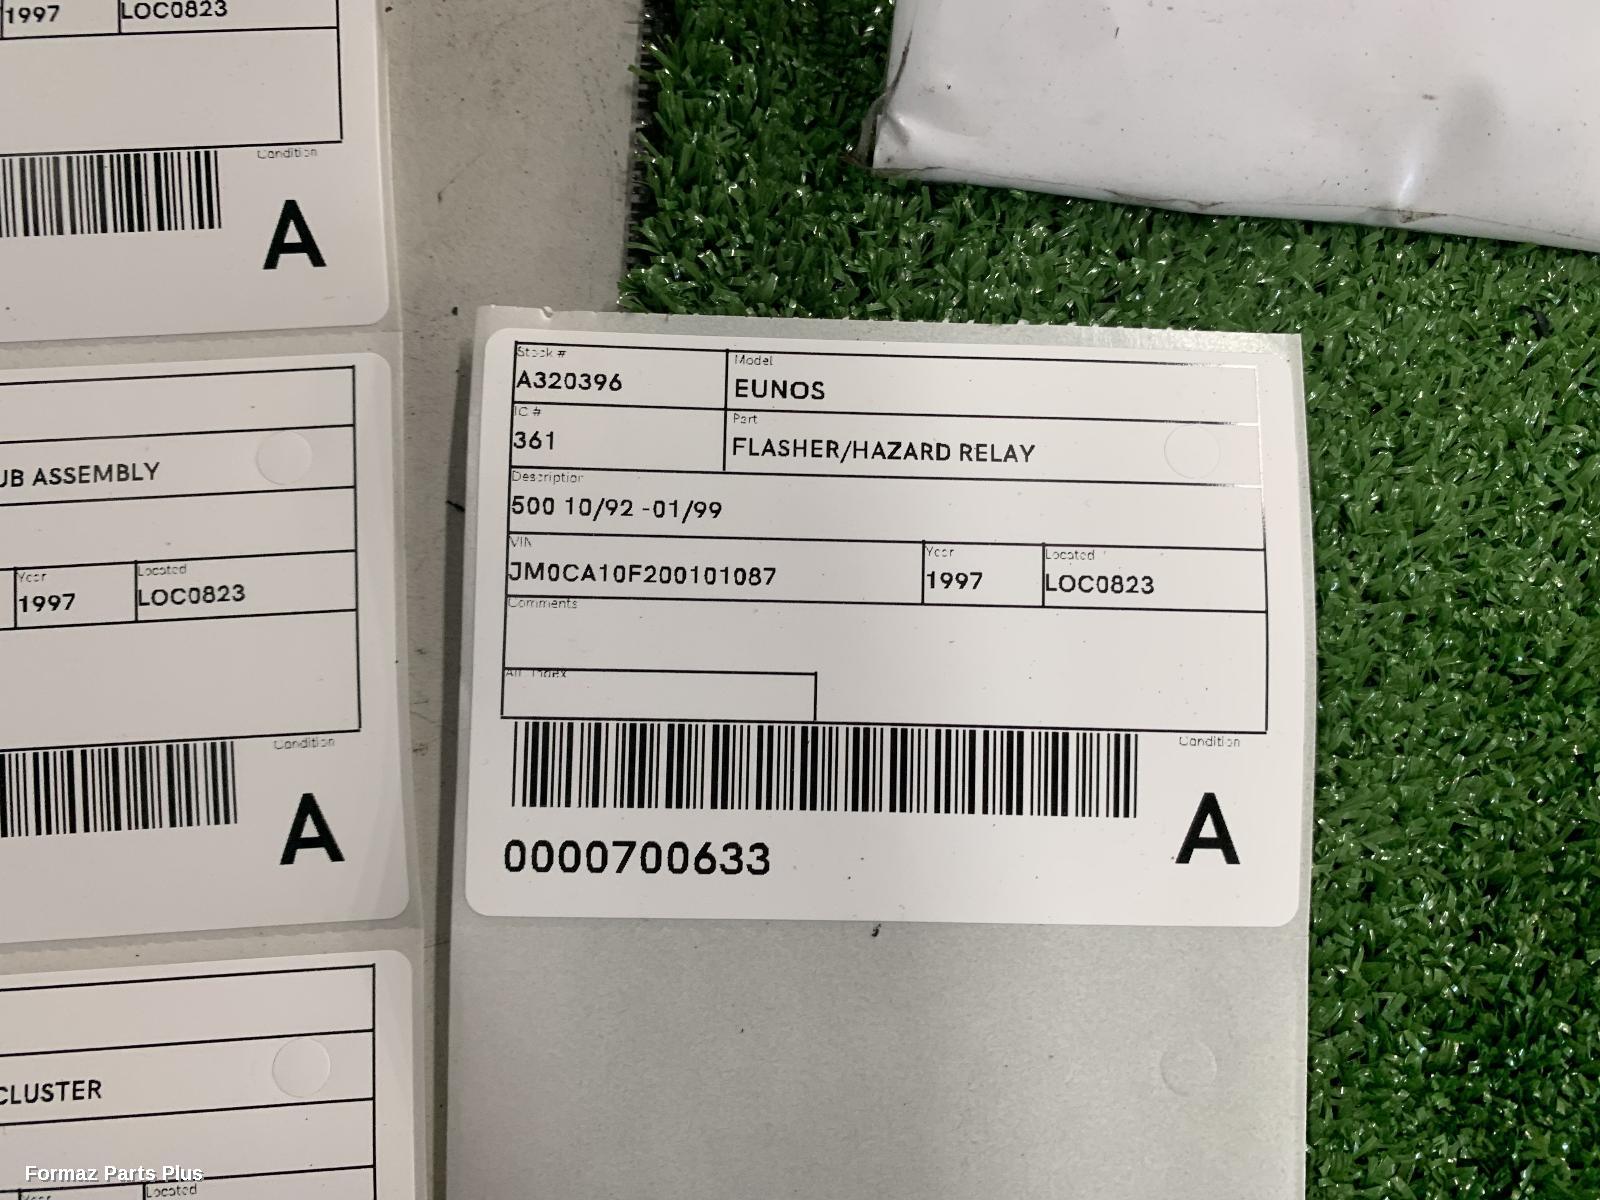 1997 LOC0823
Condition
A
UB ASSEMBLY
Year Located
1997 LOC0823
Condition
A
CLUSTER
Year Located
Stock # Model
A320396 EUNOS
IC # Part
361 FLASHER/HAZARD RELAY
Description
500 10/92 -01/99
VIN Year Located
JM0CA10F200101087 1997 LOC0823
Comments
Condition
A
0000700633
Formaz Parts Plus